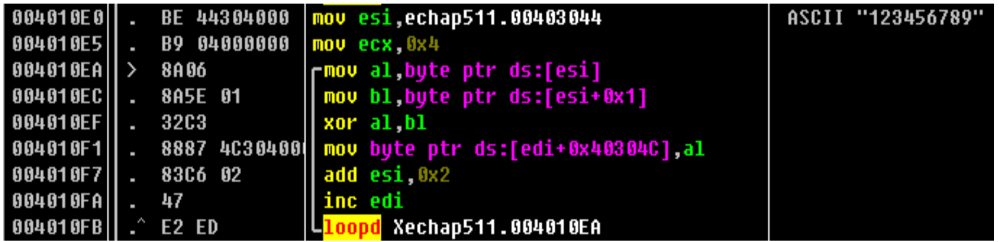 004010E0 . BE 44304000 mov esi,echap511.00403044 ASCII "123456789"
004010E5 . B9 04000000 mov ecx,0x4
004010EA > 8A06 mov al,byte ptr ds:[esi]
004010EC . 8A5E 01 mov bl,byte ptr ds:[esi+0x1]
004010EF . 32C3 xor al,bl
004010F1 . 8887 4C304000 mov byte ptr ds:[edi+0x40304C],al
004010F7 . 83C6 02 add esi,0x2
004010FA . 47 inc edi
004010FB .^ E2 ED loopd Xechap511.004010EA